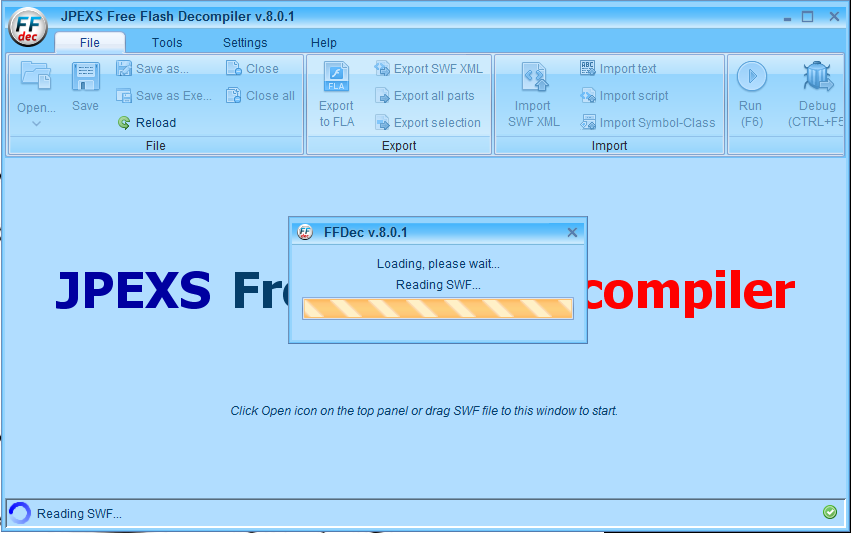 FF dec JPEXS Free Flash Decompiler v.8.0.1
File Tools Settings Help
Open... Save Save as... Close
Save as Exe... Close all
Reload
File
FLA Export to FLA Export SWF XML
Export all parts
Export selection
Export
Import SWF XML ABC Import text
Import script
Import Symbol-Class
Import
Run (F6) Debug (CTRL+F5
FF dec FFDec v.8.0.1
Loading, please wait...
Reading SWF...
JPEXS Fre compiler
Click Open icon on the top panel or drag SWF file to this window to start.
Reading SWF...